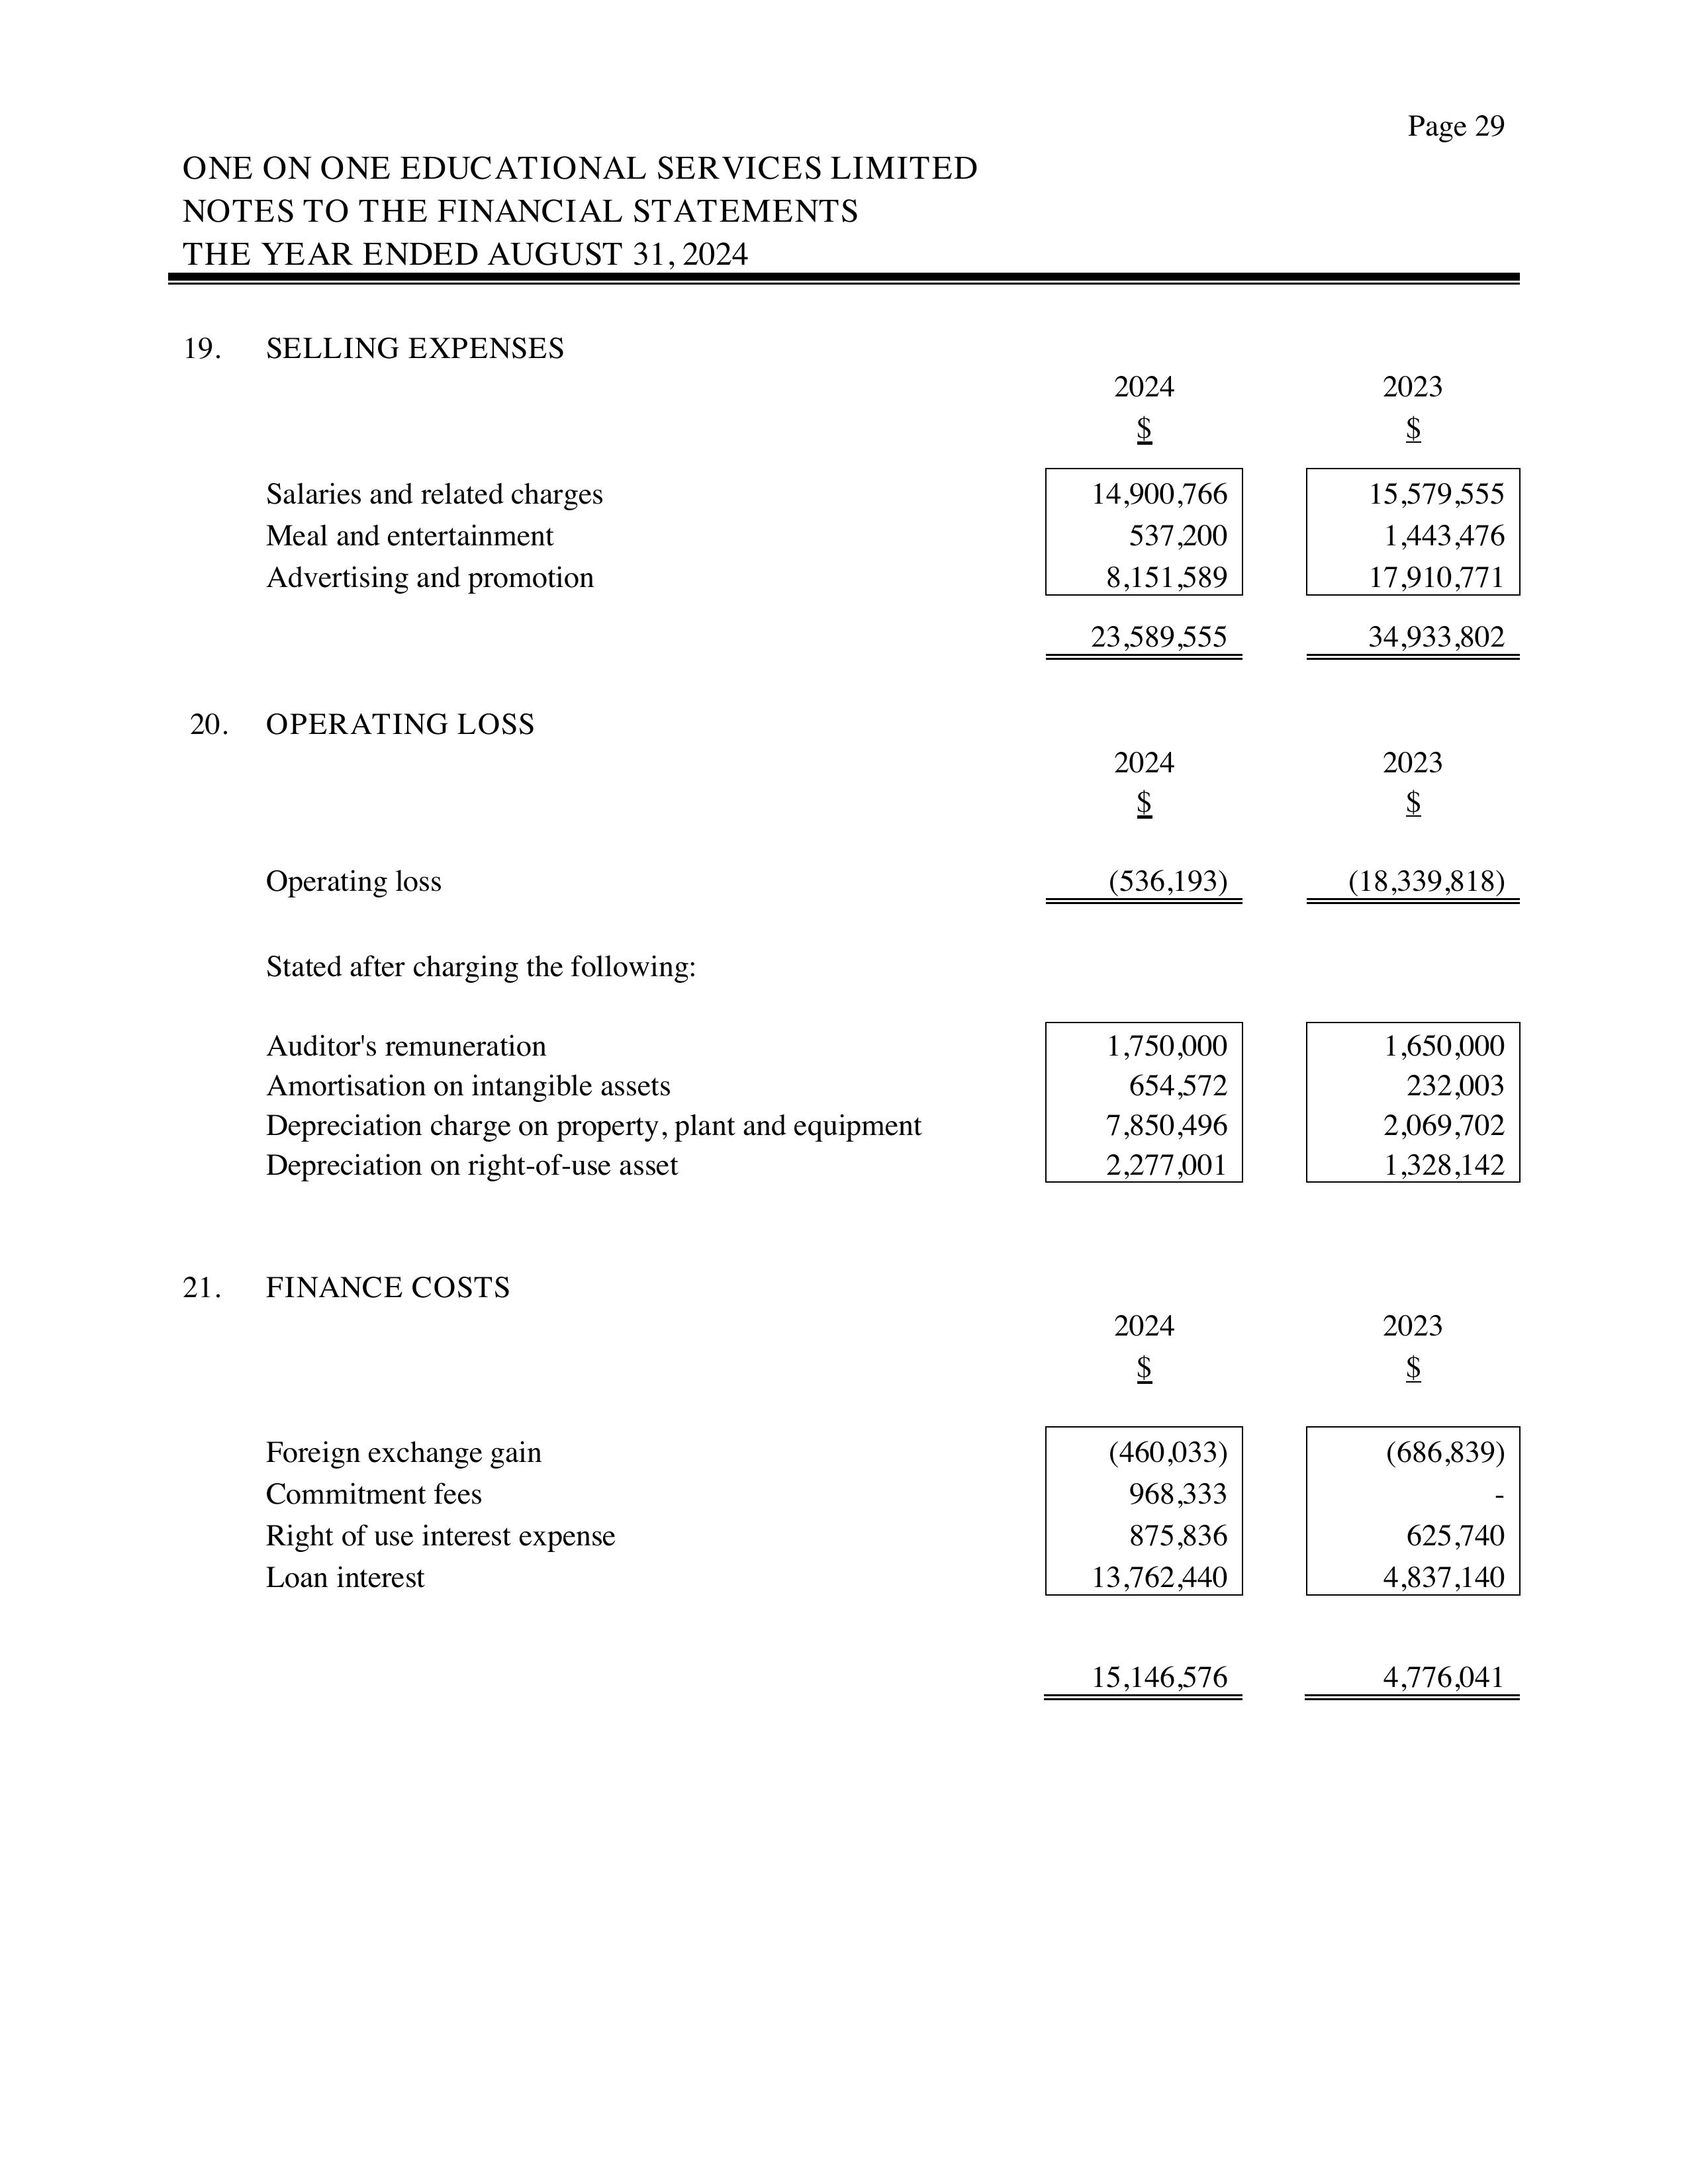 Page 29
ONE ON ONE EDUCATIONAL SERVICES LIMITED
NOTES TO THE FINANCIAL STATEMENTS
THE YEAR ENDED AUGUST 31, 2024
19. SELLING EXPENSES
2024 2023
$ $
Salaries and related charges 14,900,766 15,579,555
Meal and entertainment 537,200 1,443,476
Advertising and promotion 8,151,589 17,910,771
23,589,555 34,933,802
20. OPERATING LOSS
2024 2023
$ $
Operating loss (536,193) (18,339,818)
Stated after charging the following:
Auditor's remuneration 1,750,000 1,650,000
Amortisation on intangible assets 654,572 232,003
Depreciation charge on property, plant and equipment 7,850,496 2,069,702
Depreciation on right-of-use asset 2,277,001 1,328,142
21. FINANCE COSTS
2024 2023
$ $
Foreign exchange gain (460,033) (686,839)
Commitment fees 968,333 -
Right of use interest expense 875,836 625,740
Loan interest 13,762,440 4,837,140
15,146,576 4,776,041